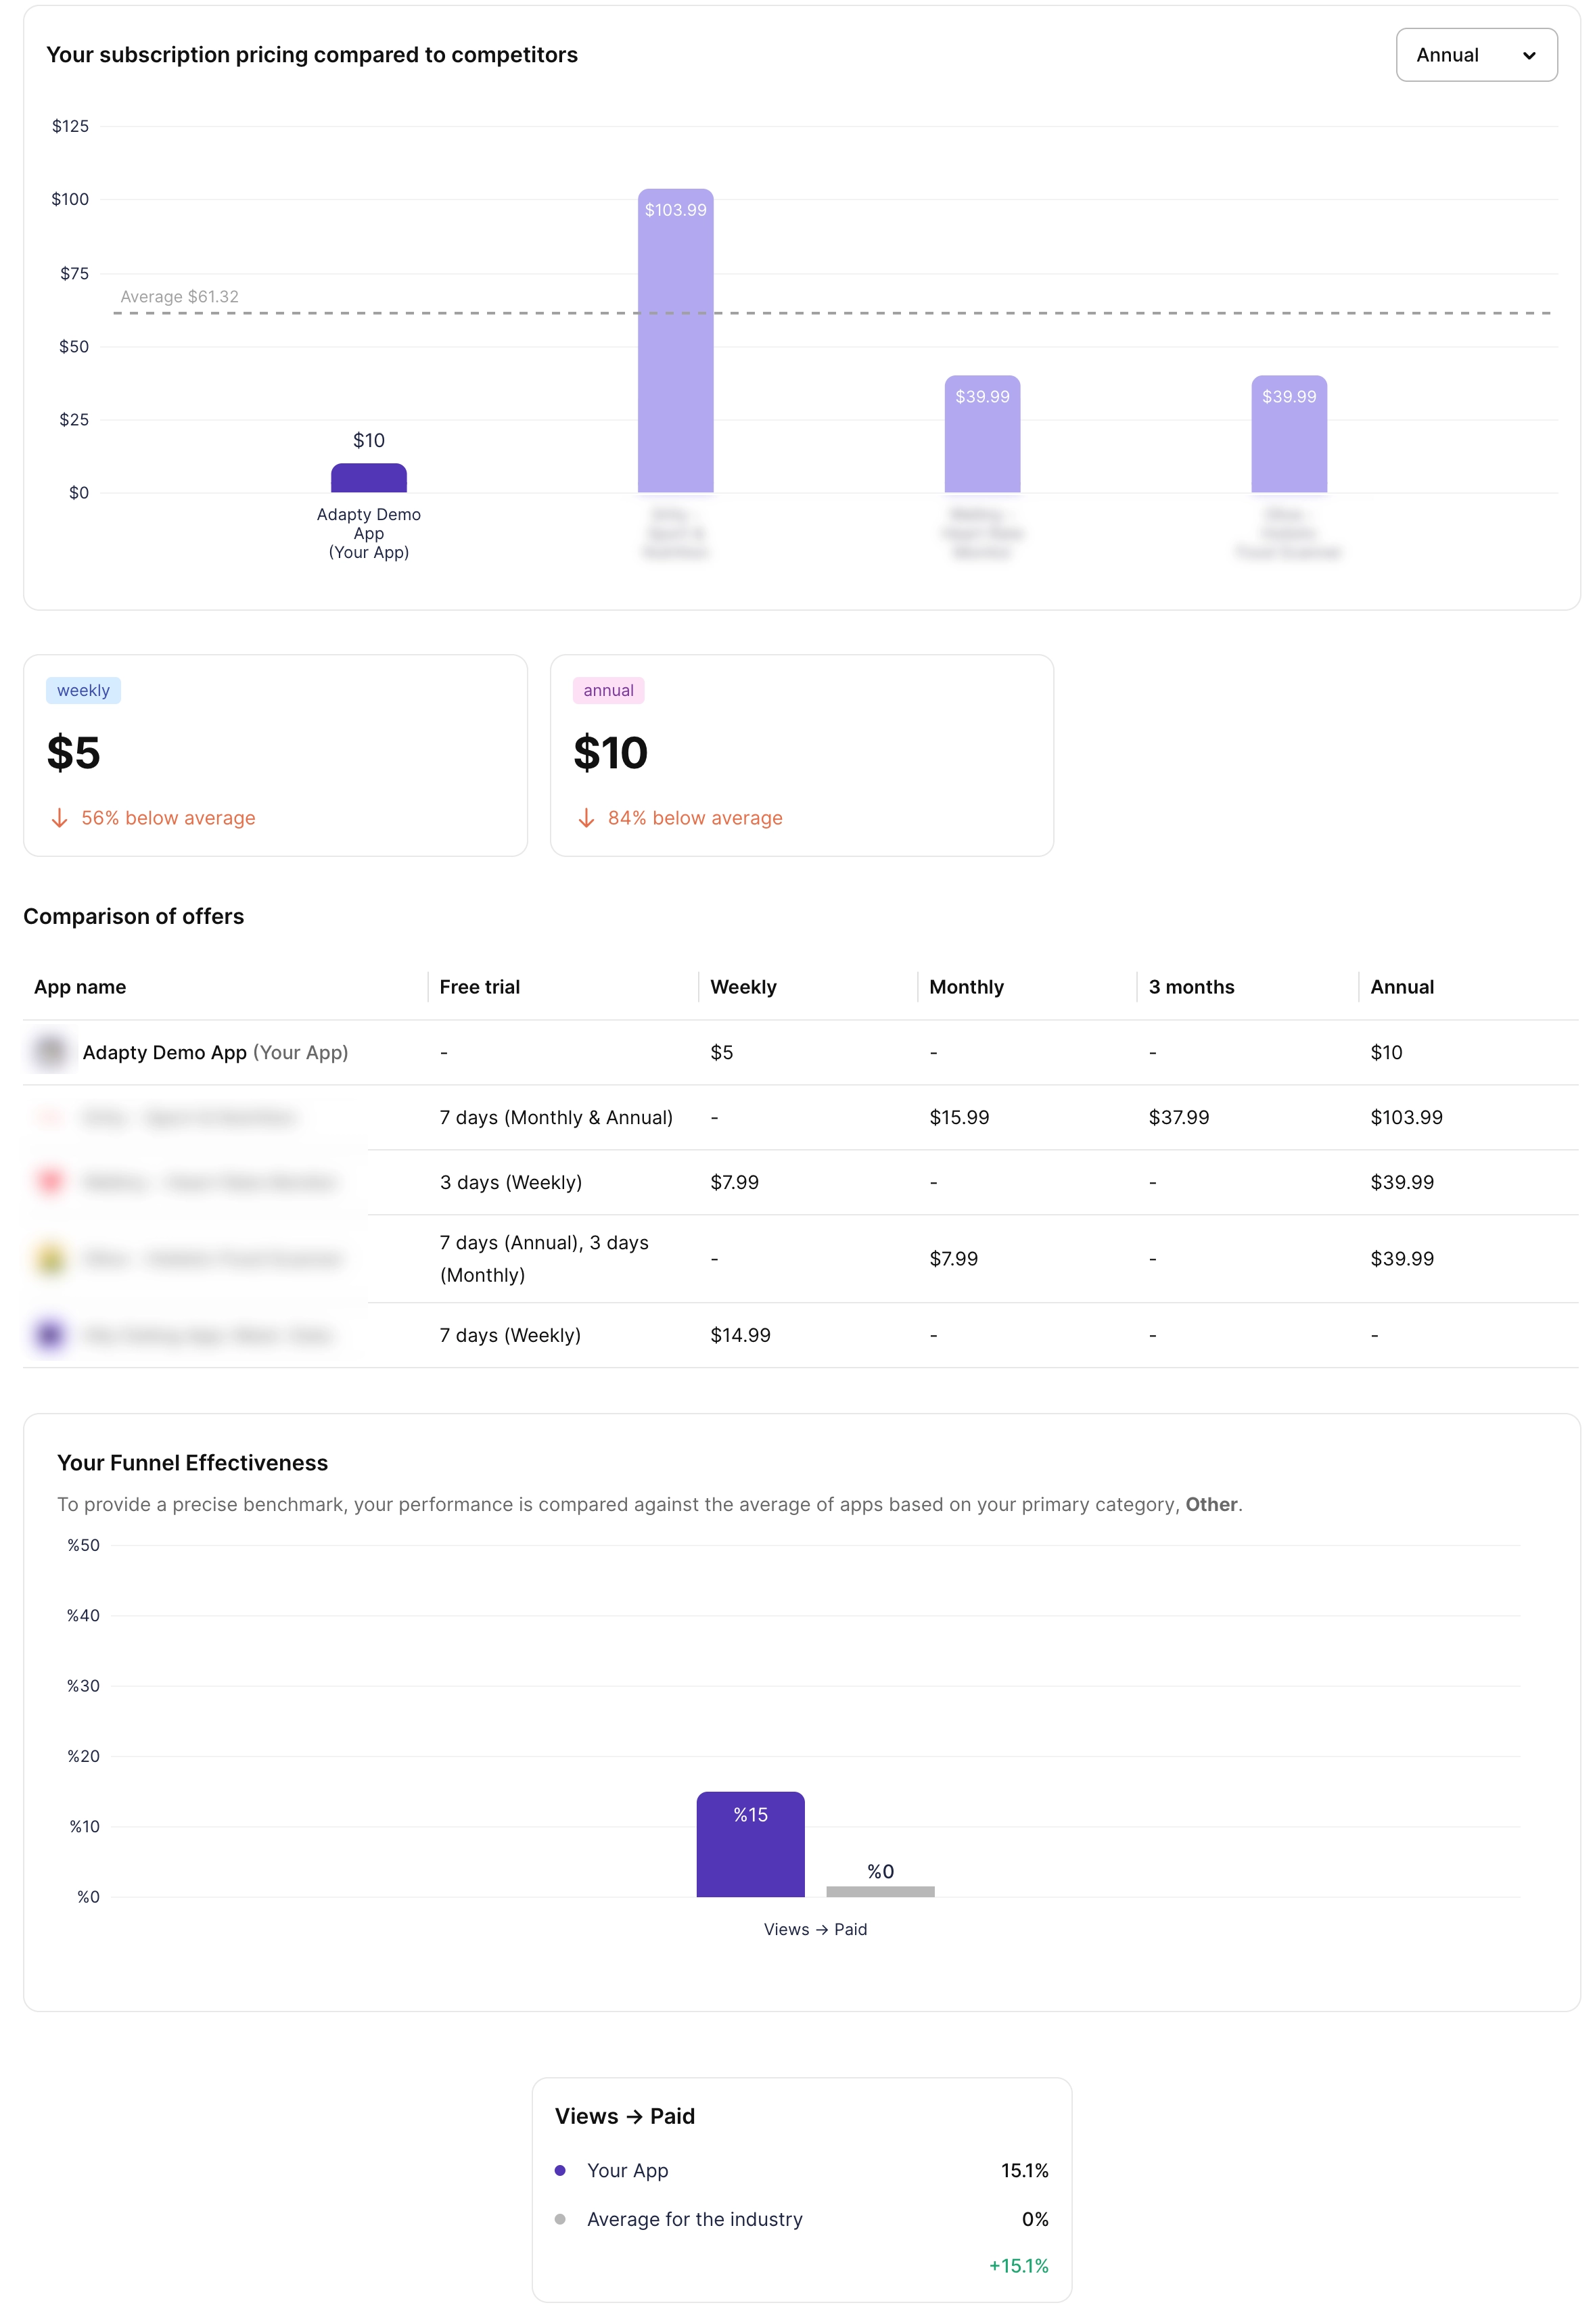 Your subscription pricing compared to competitors
Annual
$125
$100
$75
$50
$25
$0
Average $61.32
$10
$103.99
$39.99
$39.99
Adapty Demo
App
(Your App)
weekly
$5
56% below average
annual
$10
84% below average
Comparison of offers
App name Free trial Weekly Monthly 3 months Annual
Adapty Demo App (Your App) - $5 - - $10
7 days (Monthly & Annual) - $15.99 $37.99 $103.99
3 days (Weekly) $7.99 - - $39.99
7 days (Annual), 3 days
(Monthly) - $7.99 - $39.99
7 days (Weekly) $14.99 - - -
Your Funnel Effectiveness
To provide a precise benchmark, your performance is compared against the average of apps based on your primary category, Other.
%50
%40
%30
%20
%10
%0
%15
%0
Views → Paid
Views → Paid
Your App 15.1%
Average for the industry 0%
+15.1%